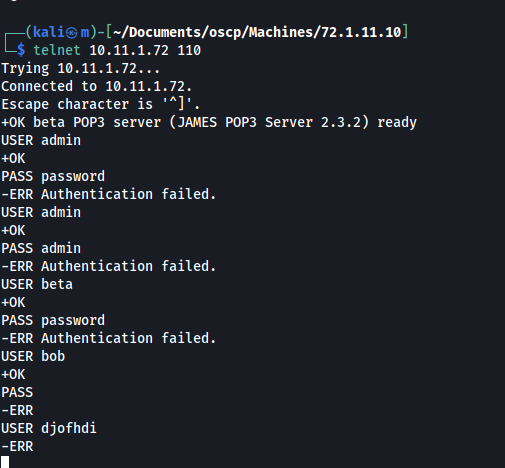 ┌──(kali㉿m)-[~/Documents/oscp/Machines/72.1.11.10]
└─$ telnet 10.11.1.72 110
Trying 10.11.1.72...
Connected to 10.11.1.72.
Escape character is '^]'.
+OK beta POP3 server (JAMES POP3 Server 2.3.2) ready
USER admin
+OK
PASS password
-ERR Authentication failed.
USER admin
+OK
PASS admin
-ERR Authentication failed.
USER beta
+OK
PASS password
-ERR Authentication failed.
USER bob
+OK
PASS
-ERR
USER djofhdi
-ERR